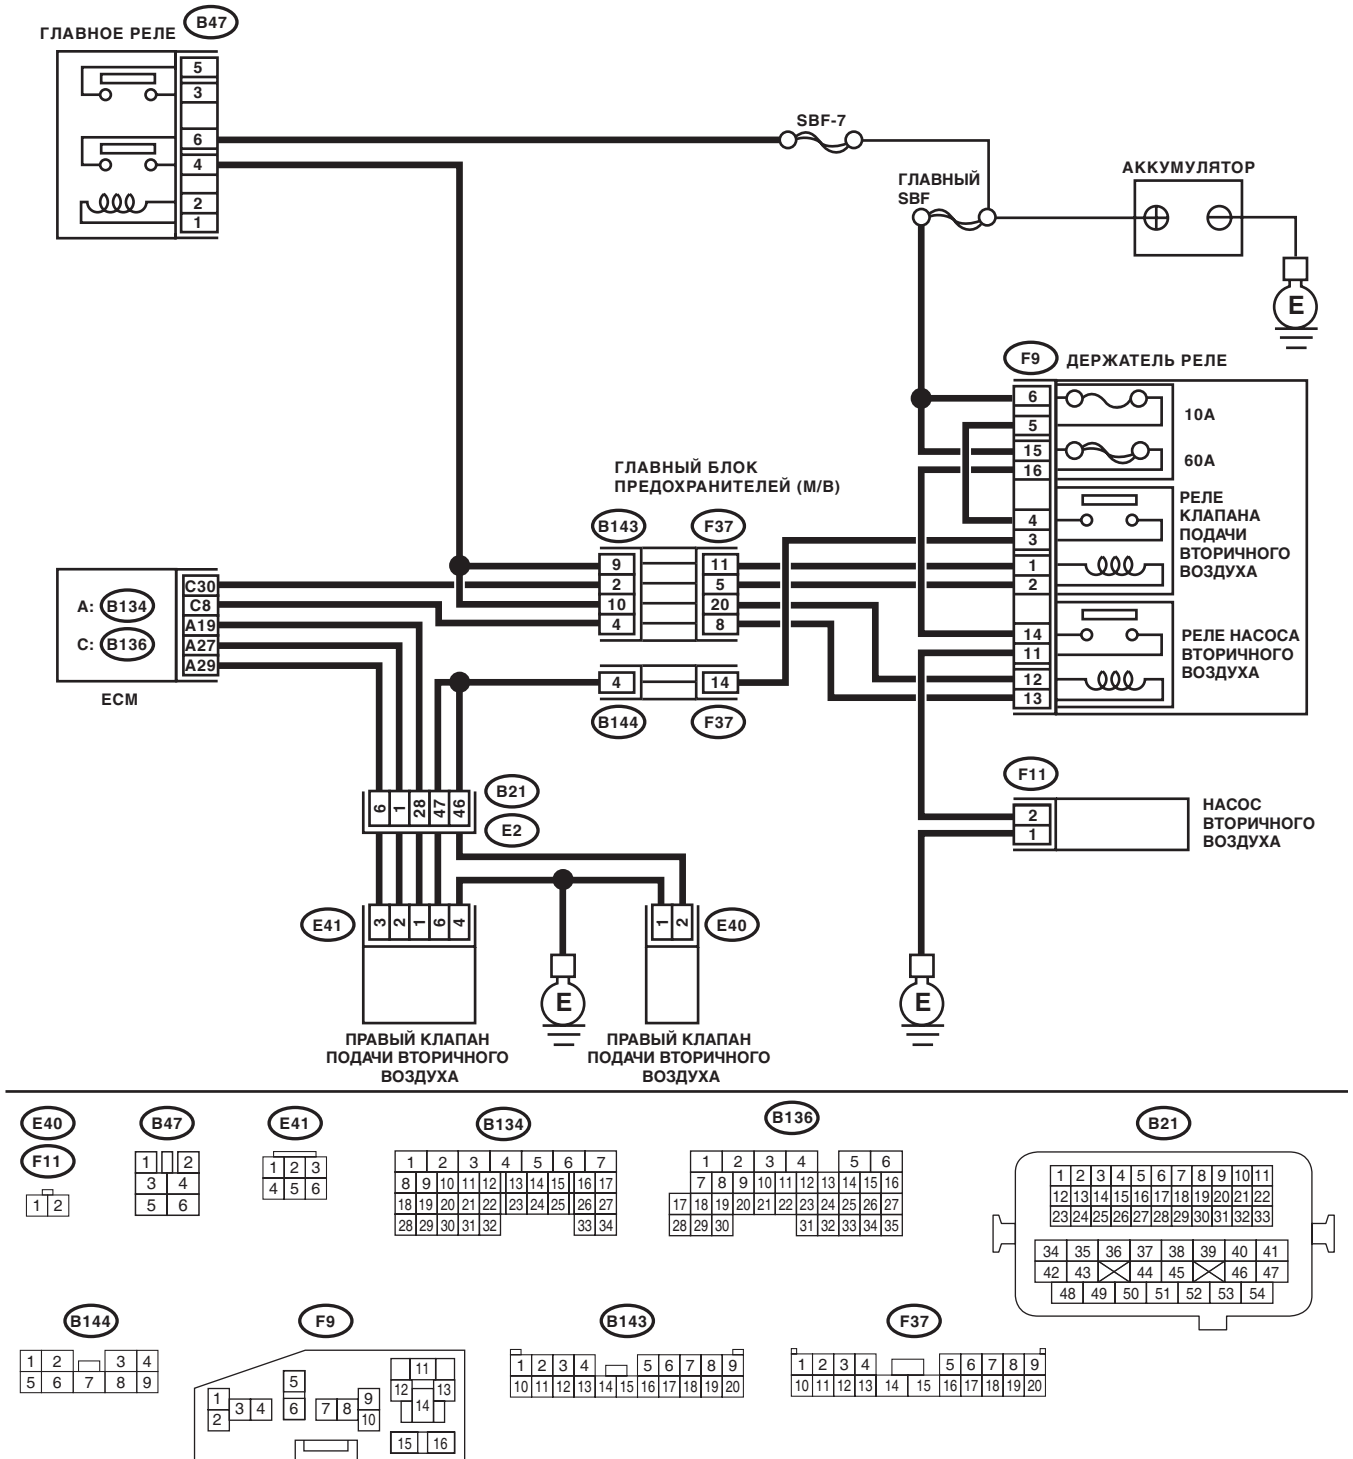 ГЛАВНОЕ РЕЛЕ
B47
5
3
6
4
2
1
SBF-7
ГЛАВНЫЙ
SBF
АККУМУЛЯТОР
E
F9
ДЕРЖАТЕЛЬ РЕЛЕ
6
5
15
16
4
3
1
2
14
11
12
13
10А
60А
РЕЛЕ
КЛАПАНА
ПОДАЧИ
ВТОРИЧНОГО
ВОЗДУХА
РЕЛЕ НАСОСА
ВТОРИЧНОГО
ВОЗДУХА
ГЛАВНЫЙ БЛОК
ПРЕДОХРАНИТЕЛЕЙ (М/В)
B143
F37
9 11
2 5
10 20
4 8
4 14
B144
F37
A: B134
C: B136
C30
C8
A19
A27
A29
ECM
F11
2
1
НАСОС
ВТОРИЧНОГО
ВОЗДУХА
6 1 28 47 46
B21
E2
E41
3 2 1 6 4
1 2
E40
E
E
ПРАВЫЙ КЛАПАН
ПОДАЧИ ВТОРИЧНОГО
ВОЗДУХА
ПРАВЫЙ КЛАПАН
ПОДАЧИ ВТОРИЧНОГО
ВОЗДУХА
E40
F11
1 2
B47
1 2
3 4
5 6
E41
1 2 3
4 5 6
B134
1 2 3 4 5 6 7
8 9 10 11 12 13 14 15 16 17
18 19 20 21 22 23 24 25 26 27
28 29 30 31 32 33 34
B136
1 2 3 4 5 6
7 8 9 10 11 12 13 14 15 16
17 18 19 20 21 22 23 24 25 26 27
28 29 30 31 32 33 34 35
B21
1 2 3 4 5 6 7 8 9 10 11
12 13 14 15 16 17 18 19 20 21 22
23 24 25 26 27 28 29 30 31 32 33
34 35 36 37 38 39 40 41
42 43 44 45 46 47
48 49 50 51 52 53 54
B144
1 2 3 4
5 6 7 8 9
F9
1 2 3 4 5 6 7 8 9 10 11 12 13 14 15 16
B143
1 2 3 4 5 6 7 8 9
10 11 12 13 14 15 16 17 18 19 20
F37
1 2 3 4 5 6 7 8 9
10 11 12 13 14 15 16 17 18 19 20